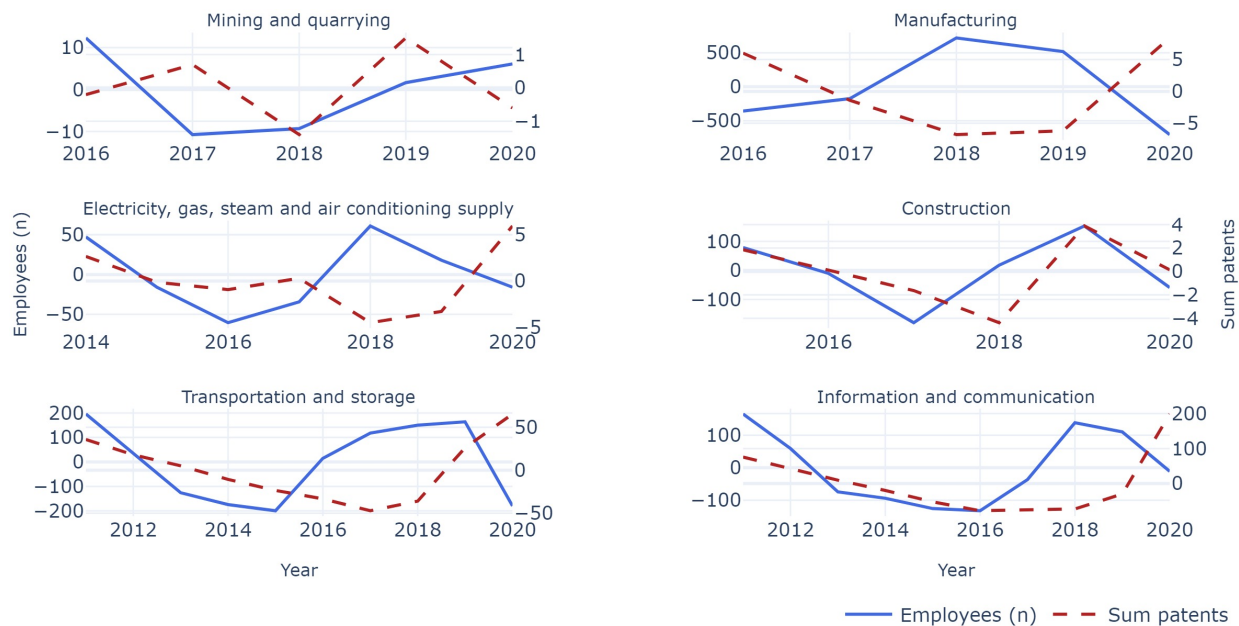 Mining and quarrying
Manufacturing
10
0
−10
1
0
−1
2016 2017 2018 2019 2020
500
0
−500
5
0
−5
2016 2017 2018 2019 2020
Employees (n)
Electricity, gas, steam and air conditioning supply
Construction
50
0
−50
5
0
−5
2014 2016 2018 2020
100
0
−100
4
2
0
−2
−4
2016 2018 2020
Sum patents
Transportation and storage
Information and communication
200
100
0
−100
−200
50
0
−50
2012 2014 2016 2018 2020
100
0
−100
200
100
0
2012 2014 2016 2018 2020
Year
Year
Employees (n) Sum patents